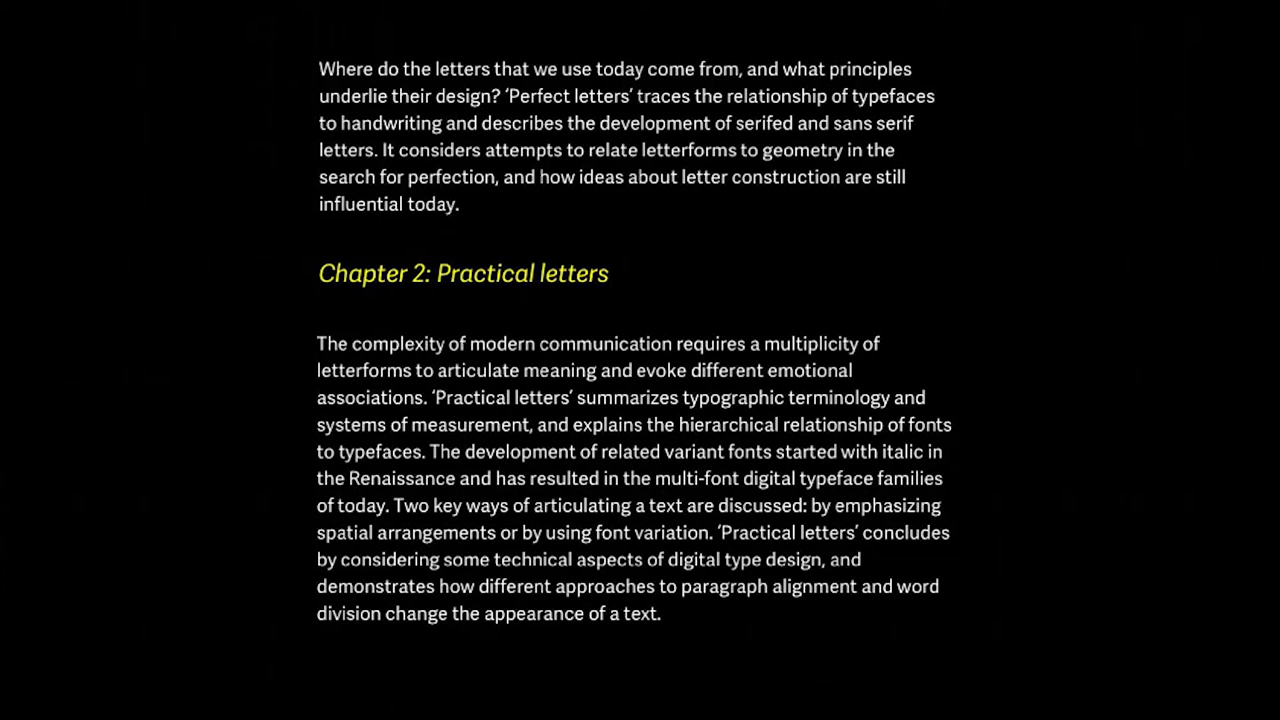 Where do the letters that we use today come from, and what principles
underlie their design? ‘Perfect letters’ traces the relationship of typefaces
to handwriting and describes the development of serifed and sans serif
letters. It considers attempts to relate letterforms to geometry in the
search for perfection, and how ideas about letter construction are still
influential today.
Chapter 2: Practical letters
The complexity of modern communication requires a multiplicity of
letterforms to articulate meaning and evoke different emotional
associations. ‘Practical letters’ summarizes typographic terminology and
systems of measurement, and explains the hierarchical relationship of fonts
to typefaces. The development of related variant fonts started with italic in
the Renaissance and has resulted in the multi-font digital typeface families
of today. Two key ways of articulating a text are discussed: by emphasizing
spatial arrangements or by using font variation. ‘Practical letters’ concludes
by considering some technical aspects of digital type design, and
demonstrates how different approaches to paragraph alignment and word
division change the appearance of a text.